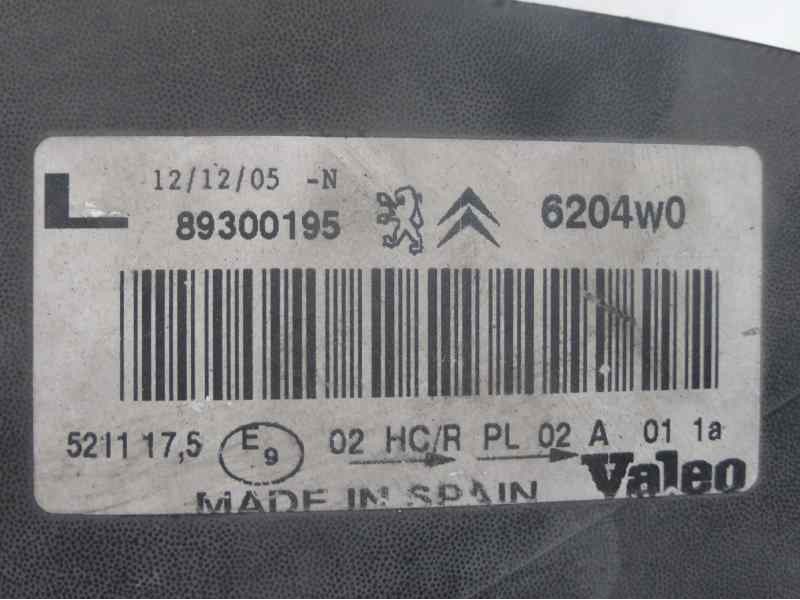 L 12/12/05 -N
89300195 6204W0
5211 17,5 E9 02 HC/R PL 02 A 01 1a
MADE IN SPAIN Valeo